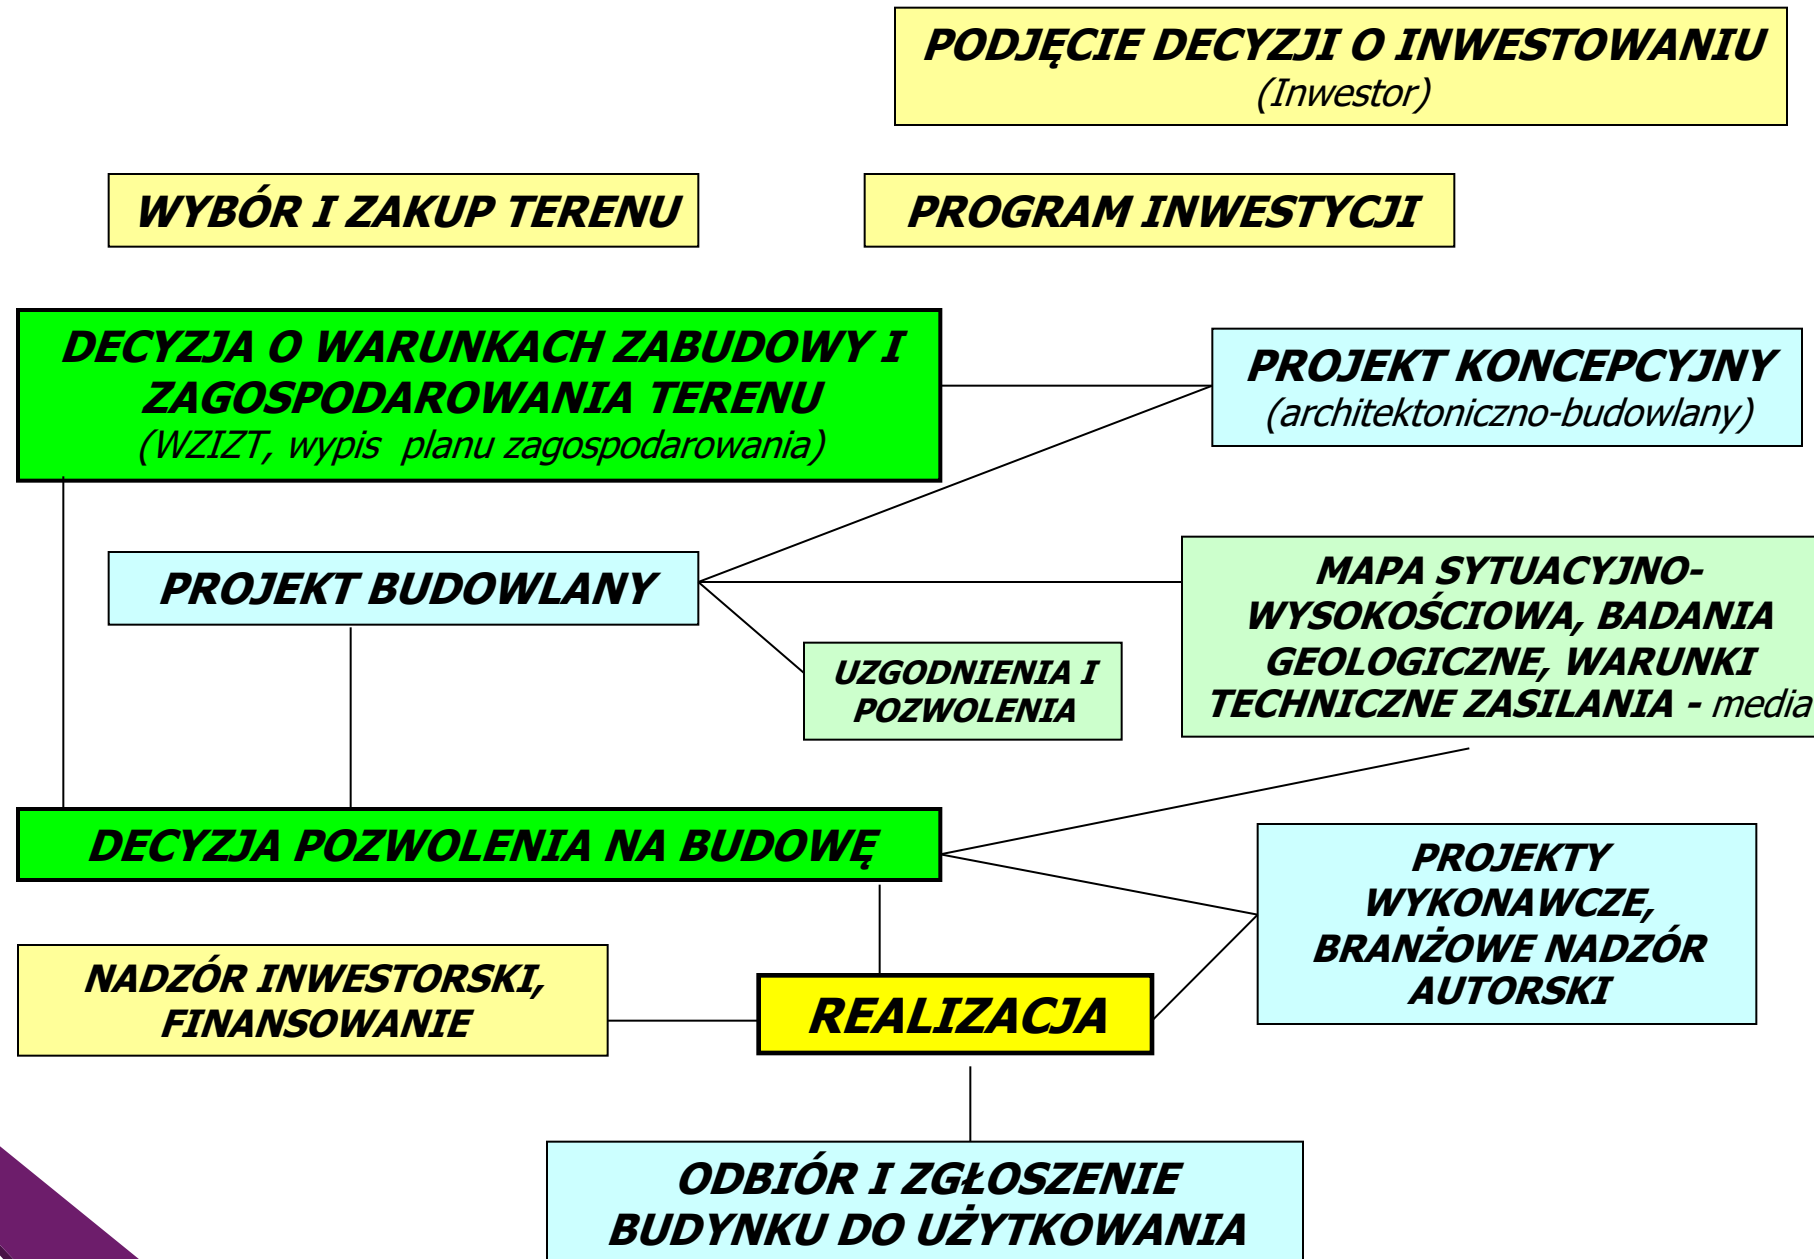 PODJĘCIE DECYZJI O INWESTOWANIU
(Inwestor)
WYBÓR I ZAKUP TERENU
PROGRAM INWESTYCJI
DECYZJA O WARUNKACH ZABUDOWY I
ZAGOSPODAROWANIA TERENU
(WZIZT, wypis planu zagospodarowania)
PROJEKT KONCEPCYJNY
(architektoniczno-budowlany)
PROJEKT BUDOWLANY
MAPA SYTUACYJNO-
WYSOKOŚCIOWA, BADANIA
GEOLOGICZNE, WARUNKI
TECHNICZNE ZASILANIA - media
UZGODNIENIA I
POZWOLENIA
DECYZJA POZWOLENIA NA BUDOWĘ
PROJEKTY
WYKONAWCZE,
BRANŻOWE NADZÓR
AUTORSKI
NADZÓR INWESTORSKI,
FINANSOWANIE
REALIZACJA
ODBIÓR I ZGŁOSZENIE
BUDYNKU DO UŻYTKOWANIA